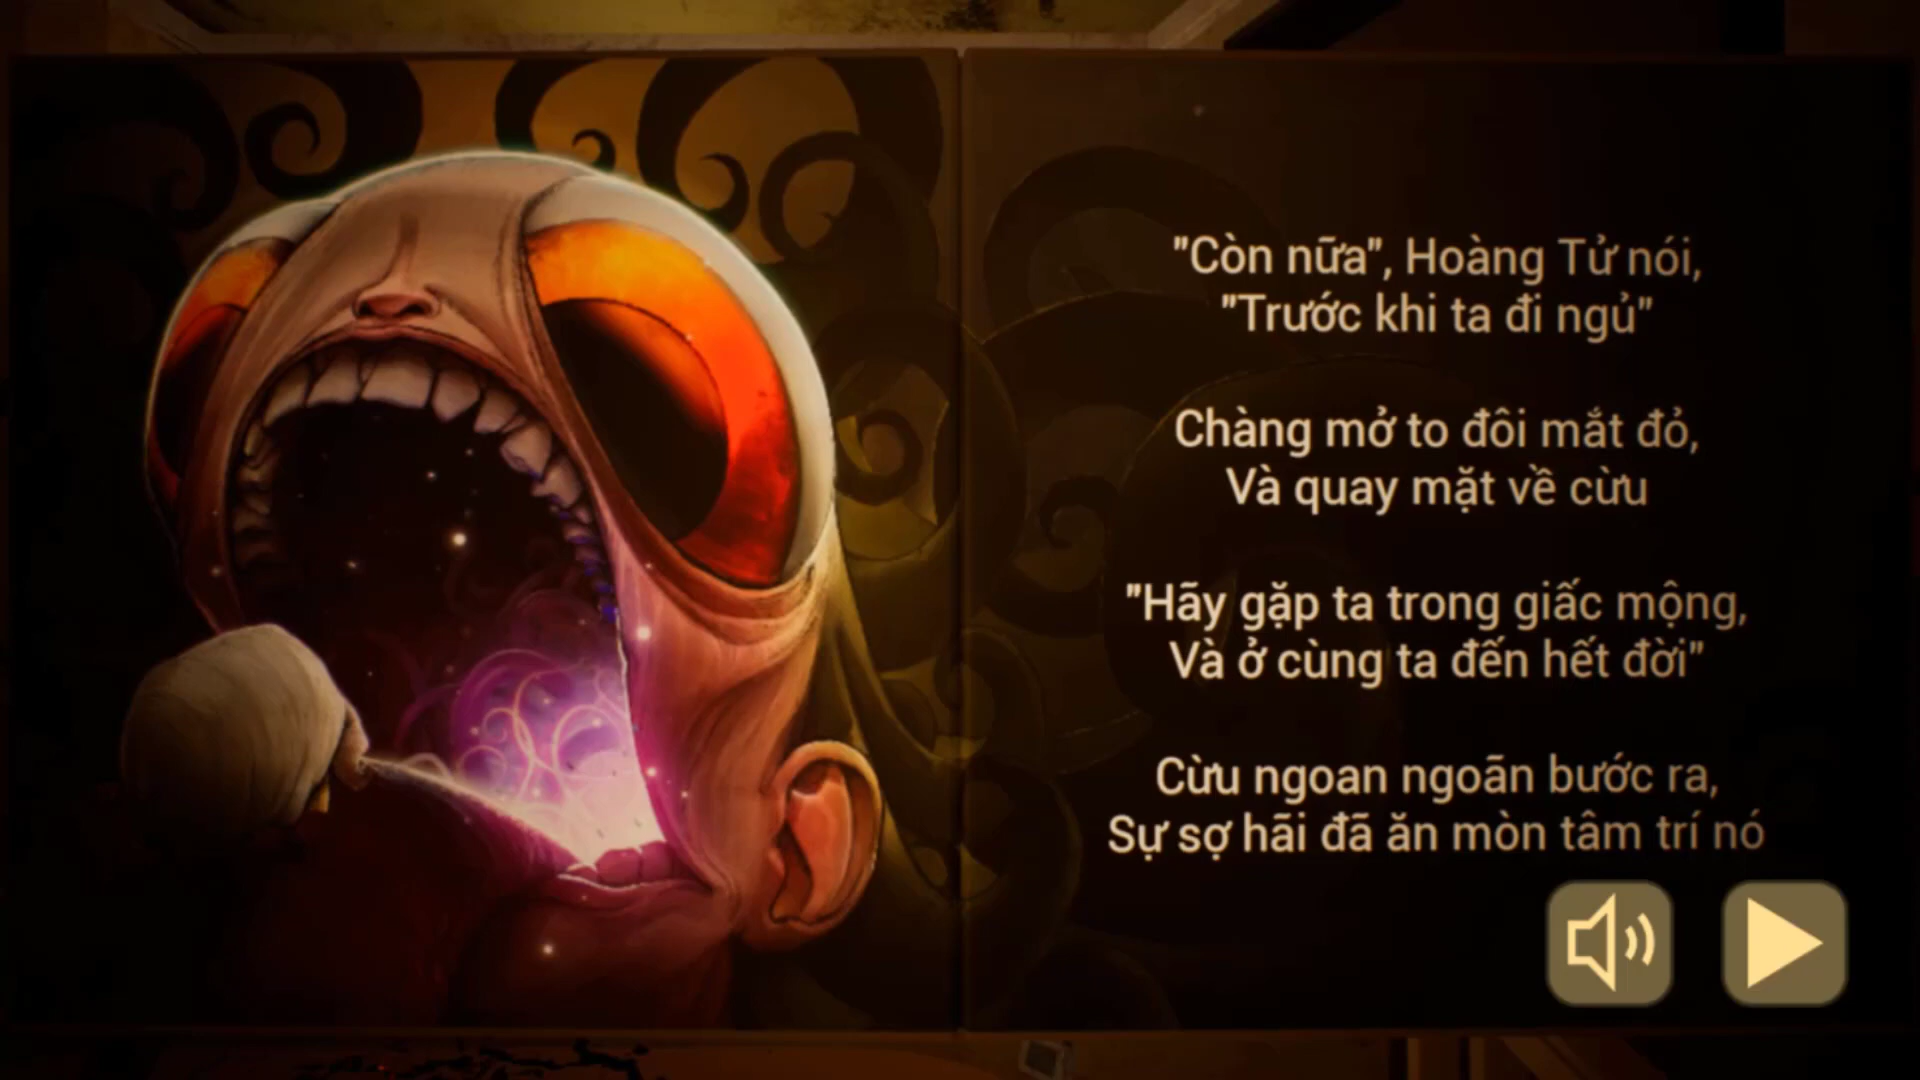 "Còn nữa", Hoàng Tử nói,
"Trước khi ta đi ngủ"
Chàng mở to đôi mắt đỏ,
Và quay mặt về cừu
"Hãy gặp ta trong giấc mộng,
Và ở cùng ta đến hết đời"
Cừu ngoan ngoãn bước ra,
Sự sợ hãi đã ăn mòn tâm trí nó